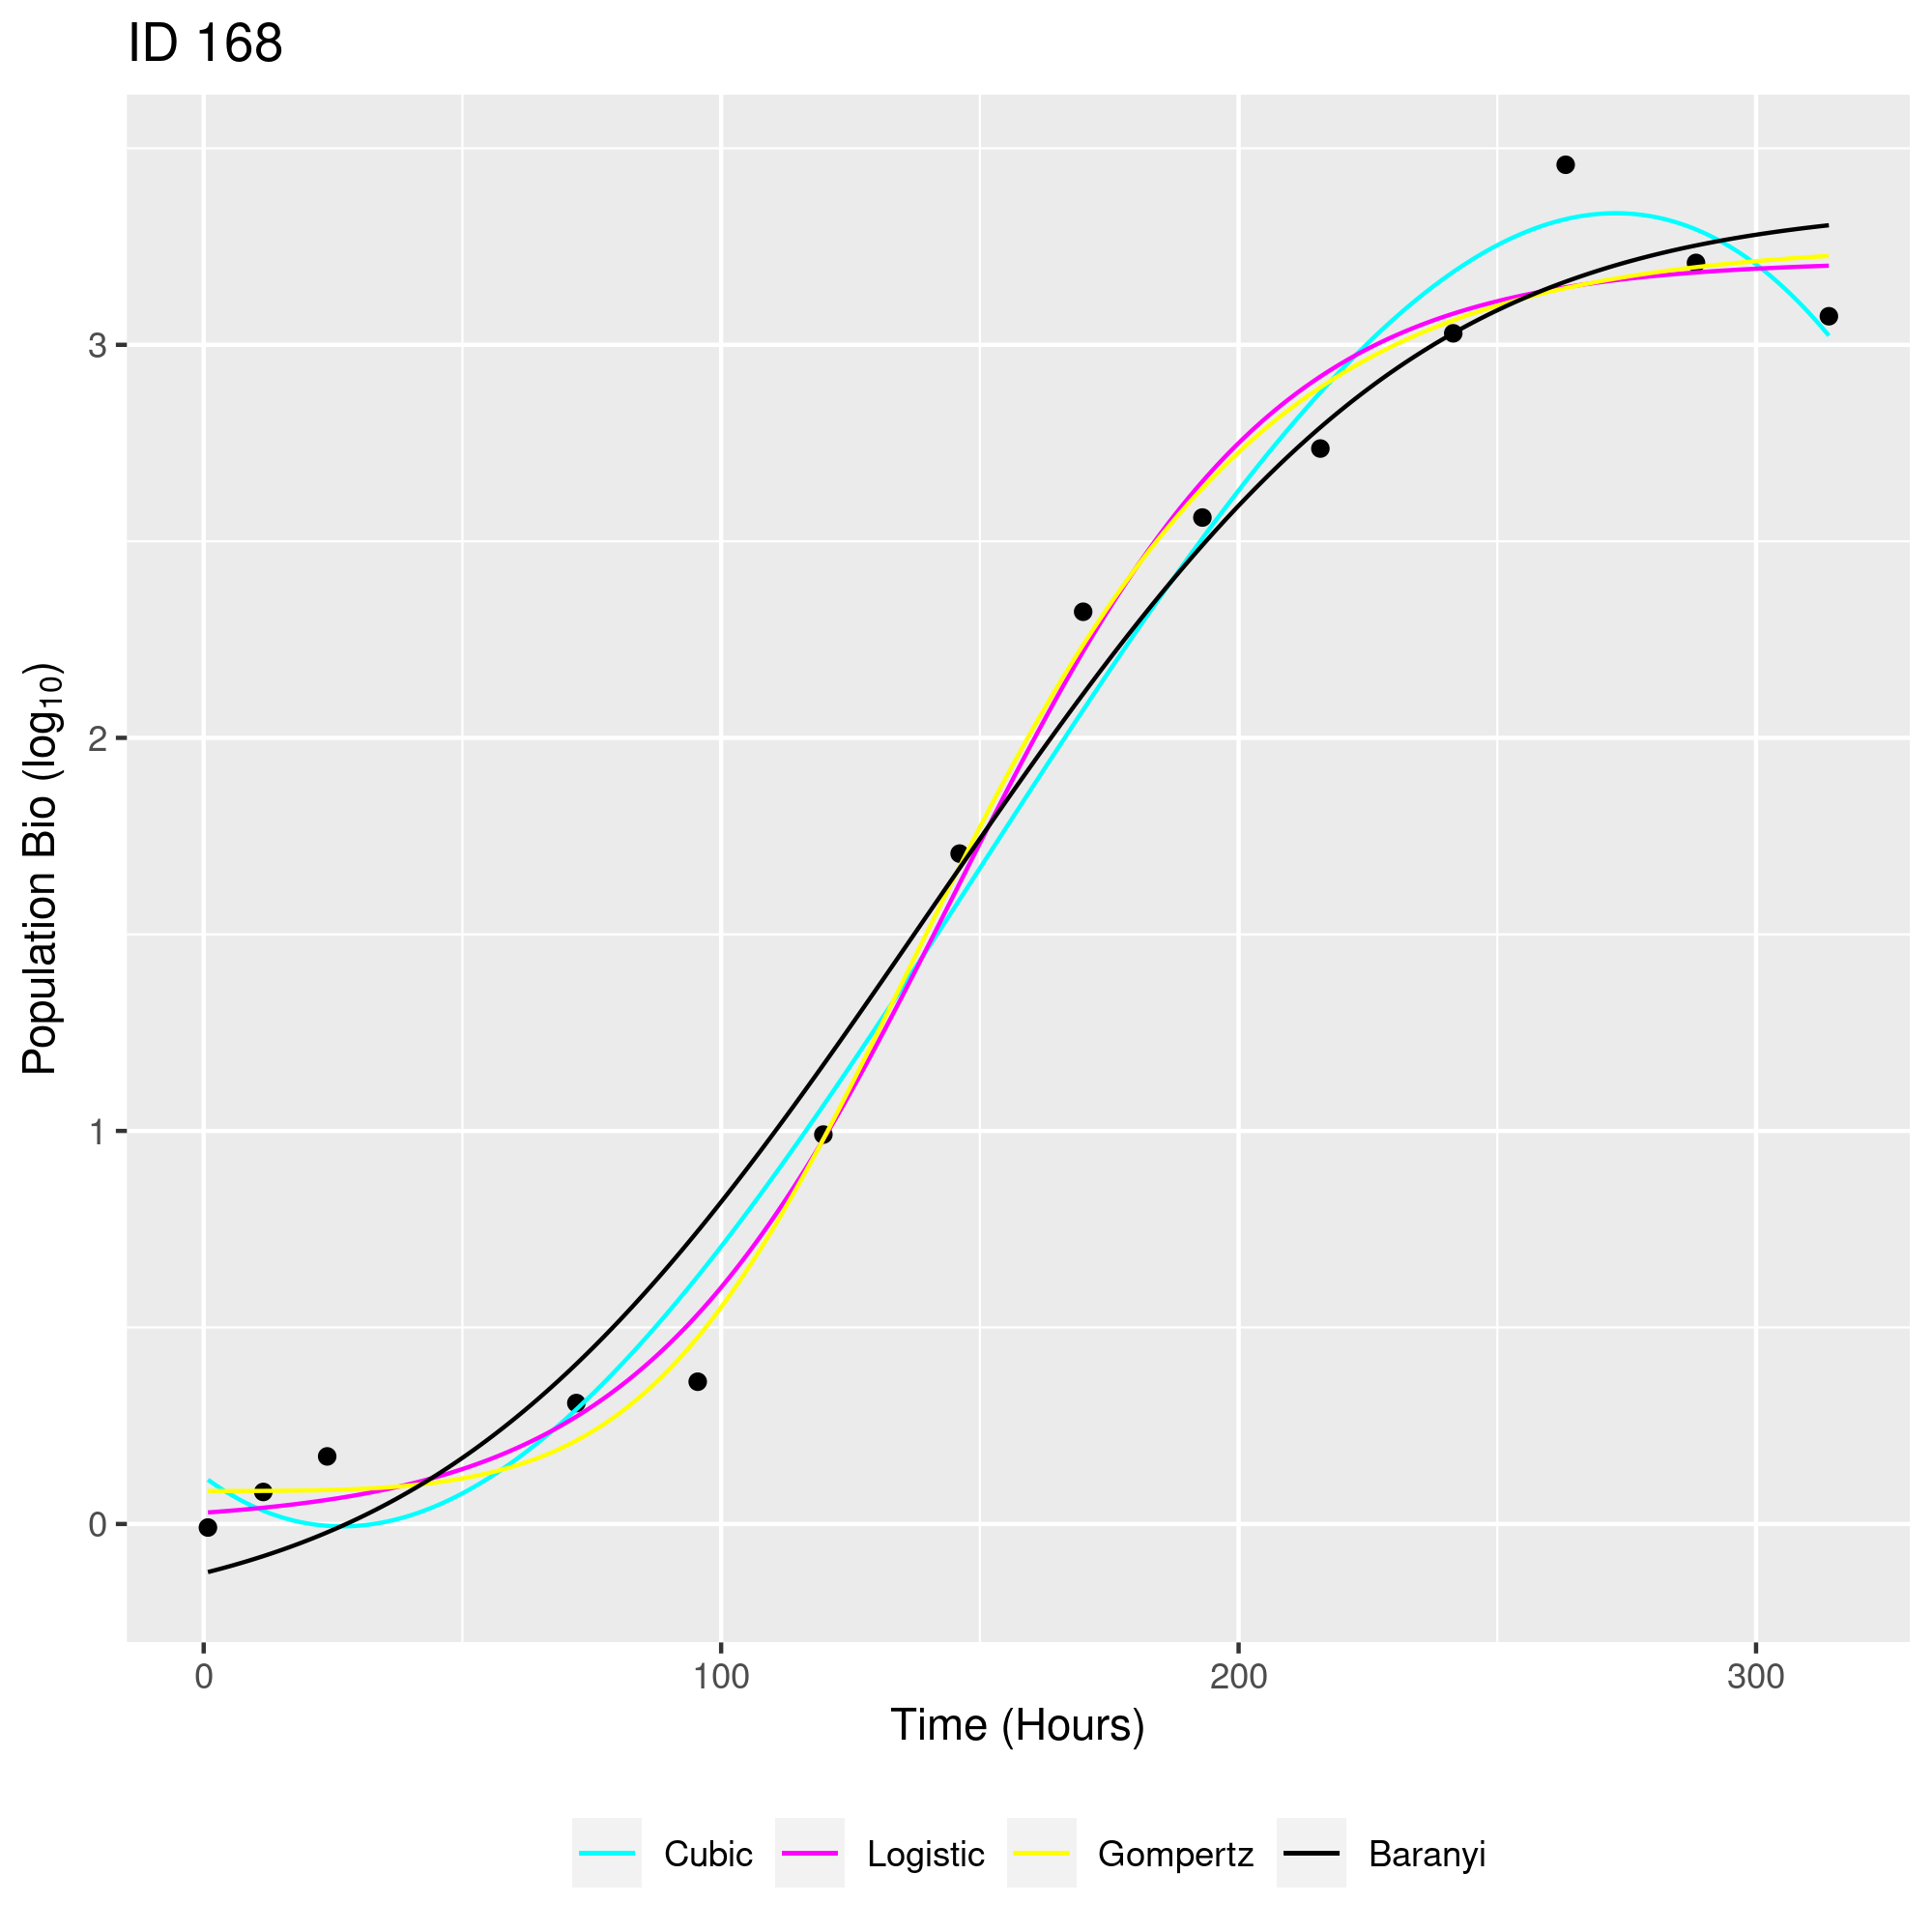 ID 168
Population Bio (log₁₀)
3
2
1
0
0 100 200 300
Time (Hours)
Cubic Logistic Gompertz Baranyi